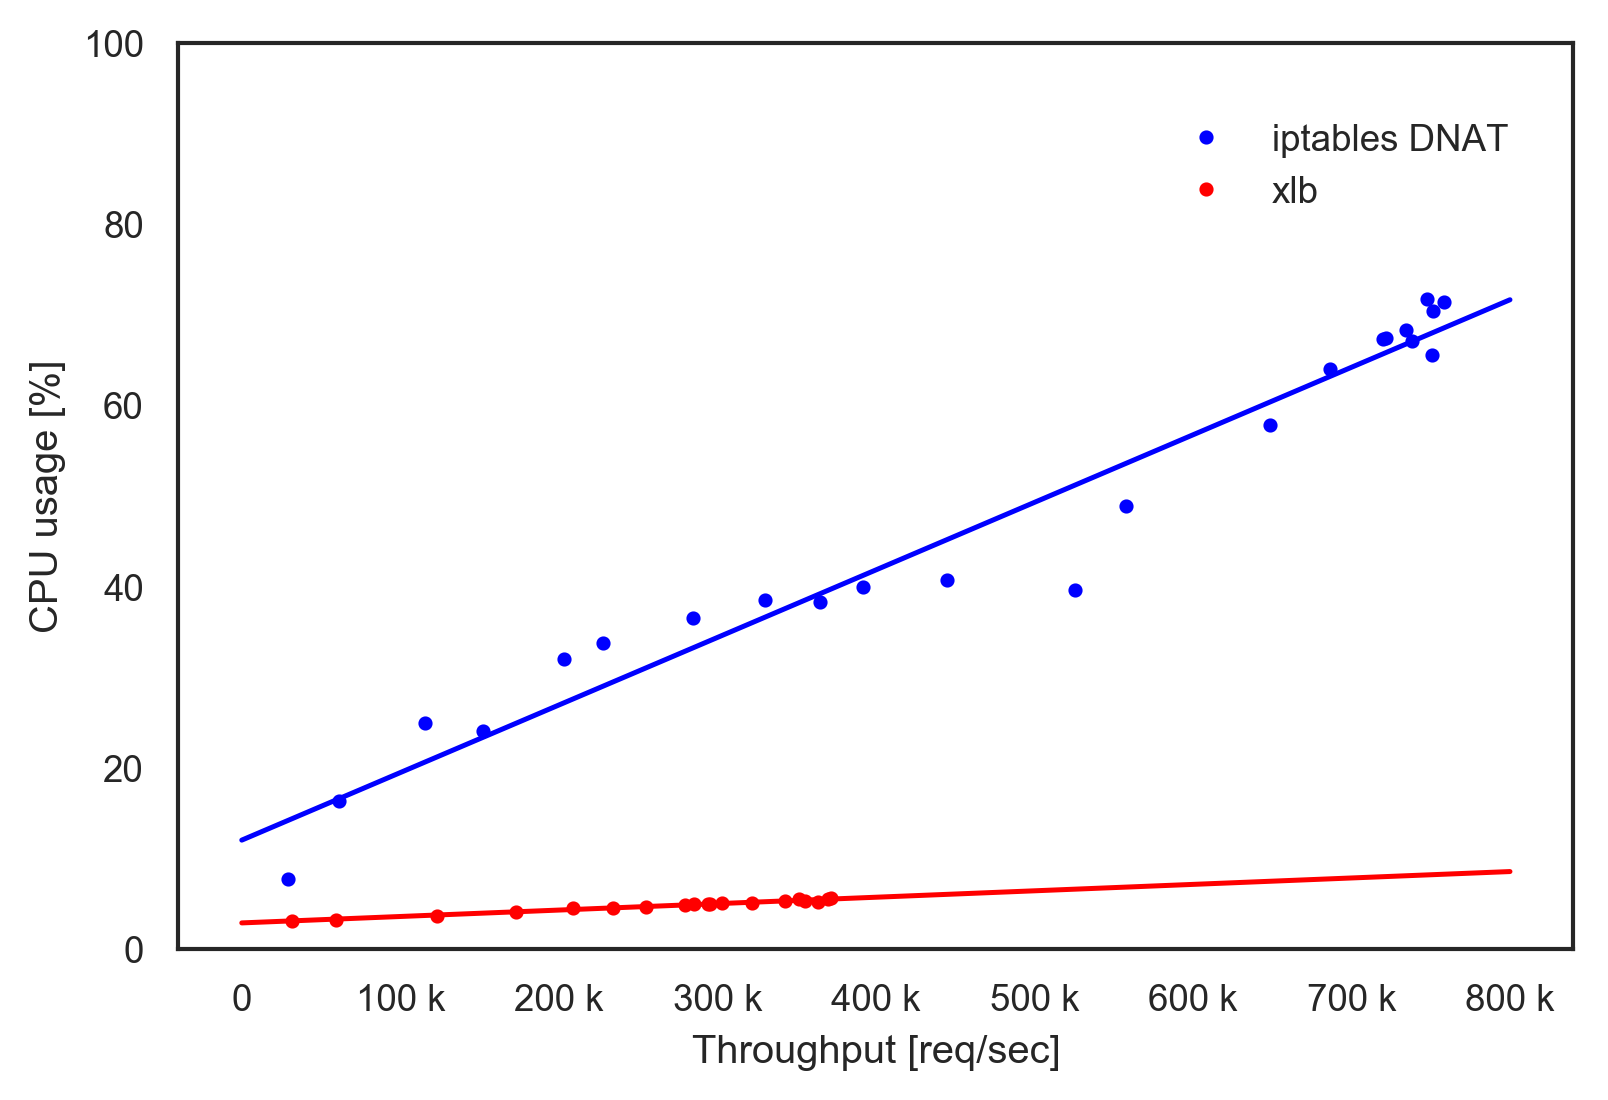 100
80
60
40
20
0
CPU usage [%]
iptables DNAT
xlb
0 100 k 200 k 300 k 400 k 500 k 600 k 700 k 800 k
Throughput [req/sec]